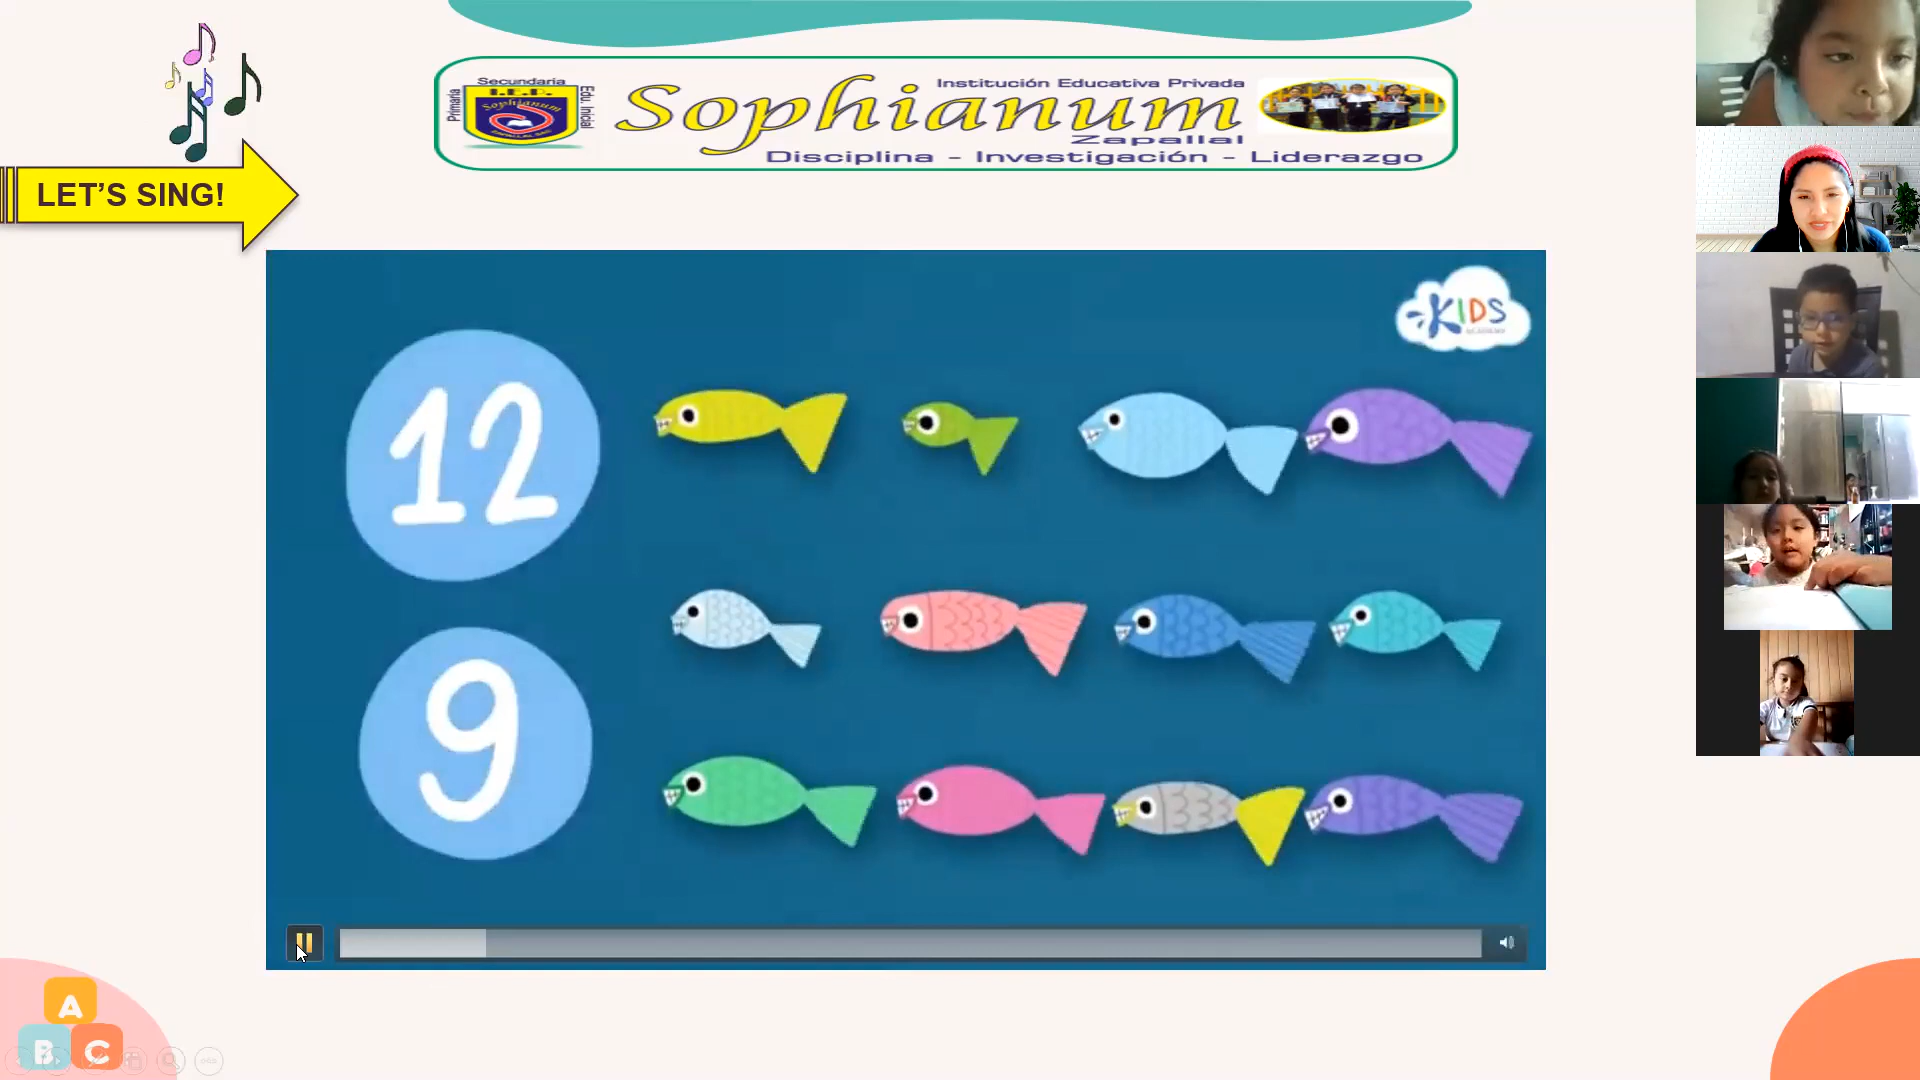 LET'S SING!
Secundaria
Primaria
Edu. Inicial
I.E.P.
Sophianum
Institución Educativa Privada
Sophianum
Zapallal
Disciplina - Investigación - Liderazgo
KIDS
12
9
A
B C